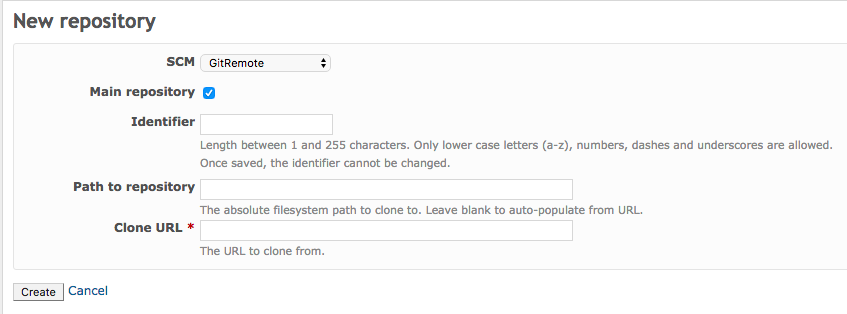 New repository
SCM GitRemote
Main repository
Identifier
Length between 1 and 255 characters. Only lower case letters (a-z), numbers, dashes and underscores are allowed.
Once saved, the identifier cannot be changed.
Path to repository
The absolute filesystem path to clone to. Leave blank to auto-populate from URL.
Clone URL *
The URL to clone from.
Create Cancel